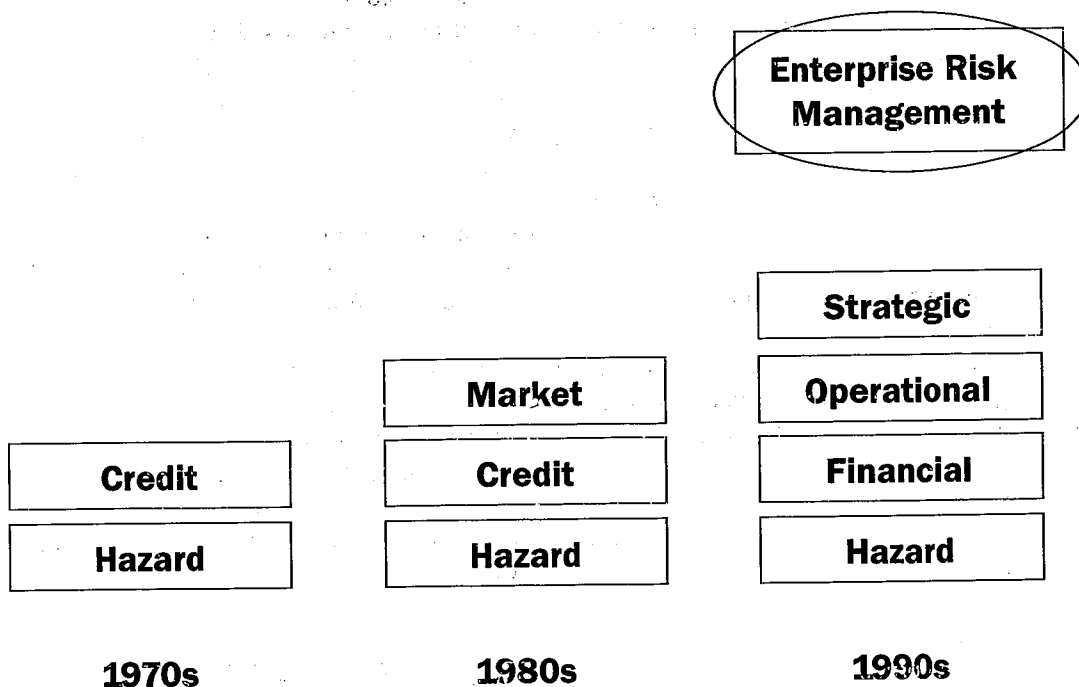 Enterprise Risk
Management
Strategic
Market
Operational
Credit
Credit
Financial
Hazard
Hazard
Hazard
1970s
1980s
1990s